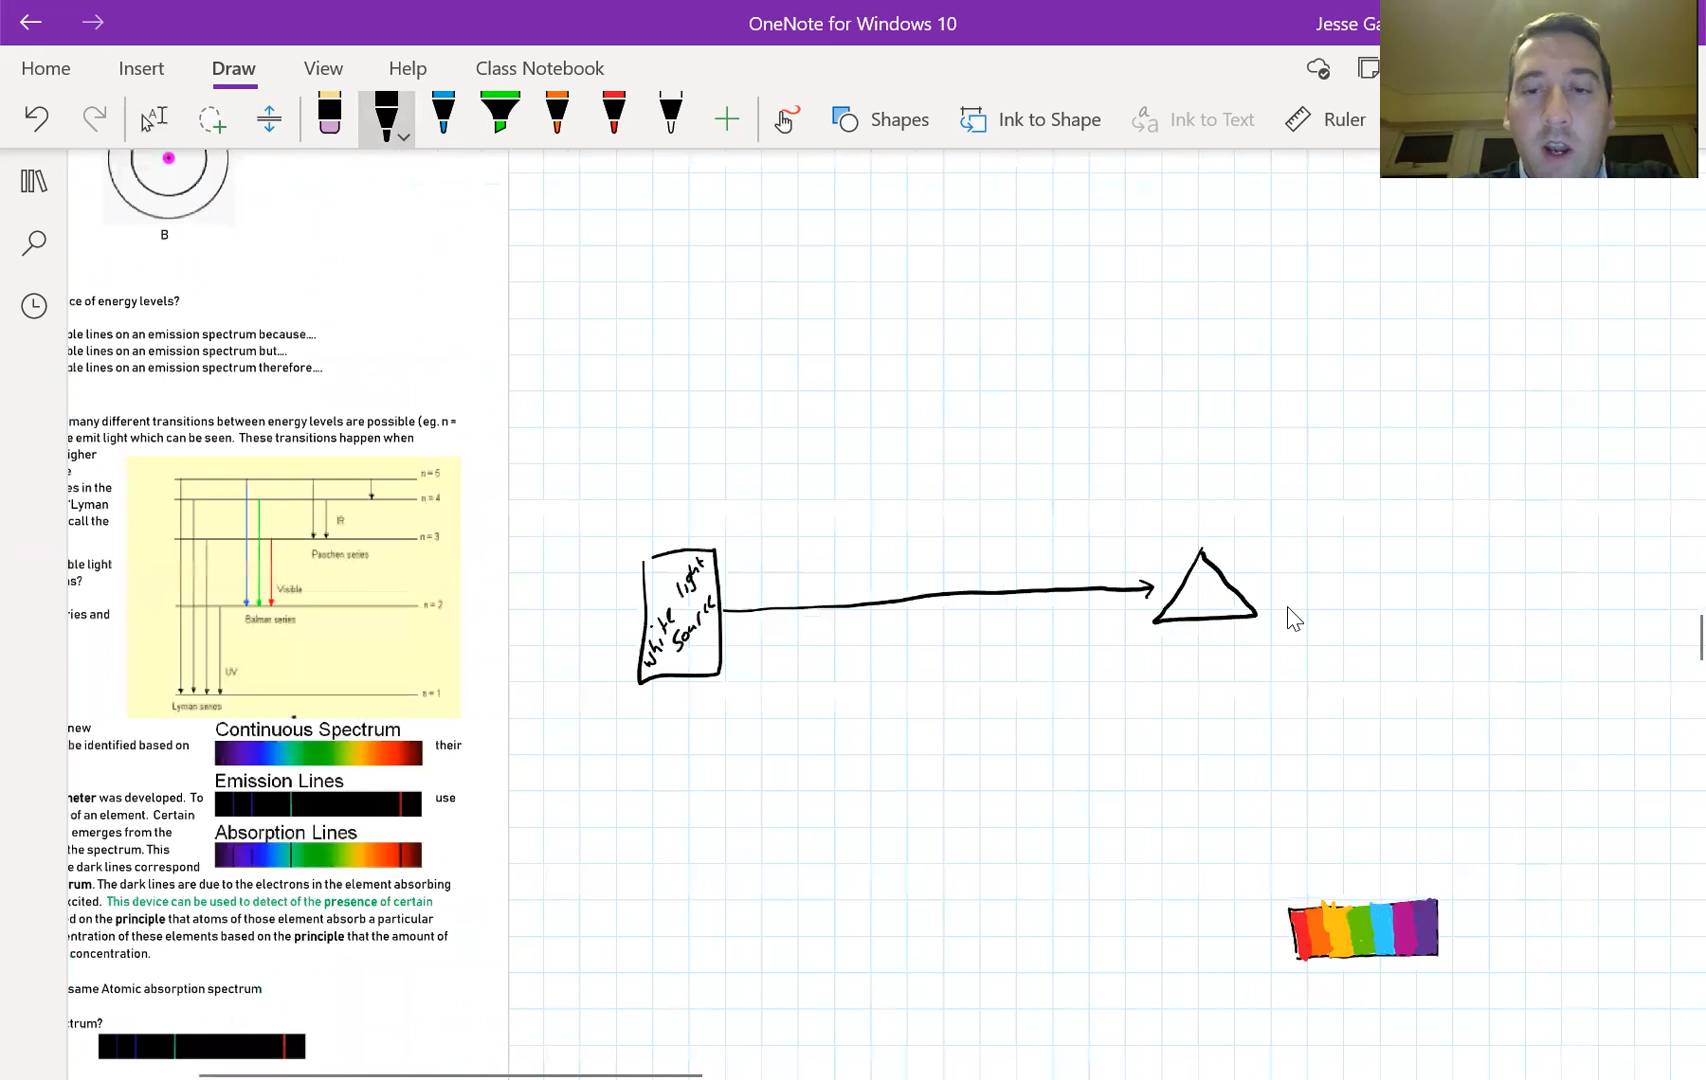 OneNote for Windows 10
Jesse Ga
Home Insert Draw View Help Class Notebook
Shapes Ink to Shape Ink to Text Ruler
B
ce of energy levels?
ble lines on an emission spectrum because....
ble lines on an emission spectrum but....
ble lines on an emission spectrum therefore....
many different transitions between energy levels are possible (eg. n =
e emit light which can be seen. These transitions happen when
igher
e
es in the
'Lyman
call the
ble light
ns?
ries and
n=5
n=4
IR
n=3
Paschen series
Visible
n=2
Balmer series
UV
n=1
Lyman series
white light
source
new
be identified based on
Continuous Spectrum
their
Emission Lines
meter was developed. To
use
of an element. Certain
emerges from the
Absorption Lines
the spectrum. This
e dark lines correspond
rum. The dark lines are due to the electrons in the element absorbing
xcited. This device can be used to detect of the presence of certain
d on the principle that atoms of those element absorb a particular
entration of these elements based on the principle that the amount of
concentration.
same Atomic absorption spectrum
ctrum?